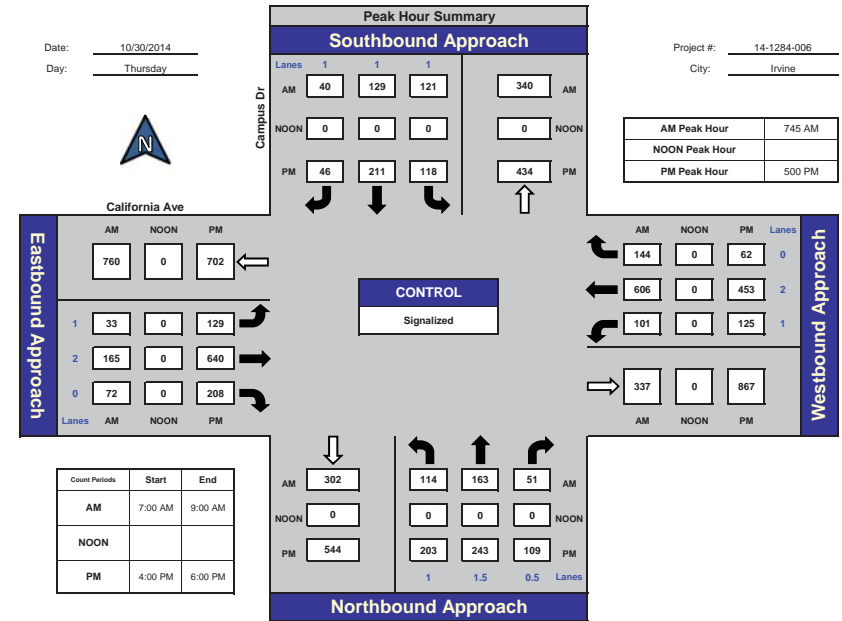 Peak Hour Summary
Southbound Approach
Date: 10/30/2014
Day: Thursday
Project #: 14-1284-006
City: Irvine
N
Campus Dr
Lanes 1 1 1
AM 40 129 121 340 AM
NOON 0 0 0 0 NOON
PM 46 211 118 434 PM
AM Peak Hour 745 AM
NOON Peak Hour
PM Peak Hour 500 PM
California Ave
Eastbound Approach
AM NOON PM
760 0 702
1 33 0 129
2 165 0 640
0 72 0 208
Lanes AM NOON PM
CONTROL
Signalized
AM NOON PM Lanes
144 0 62 0
606 0 453 2
101 0 125 1
337 0 867
AM NOON PM
Westbound Approach
Count Periods Start End
AM 7:00 AM 9:00 AM
NOON
PM 4:00 PM 6:00 PM
AM 302 114 163 51 AM
NOON 0 0 0 0 NOON
PM 544 203 243 109 PM
1 1.5 0.5 Lanes
Northbound Approach